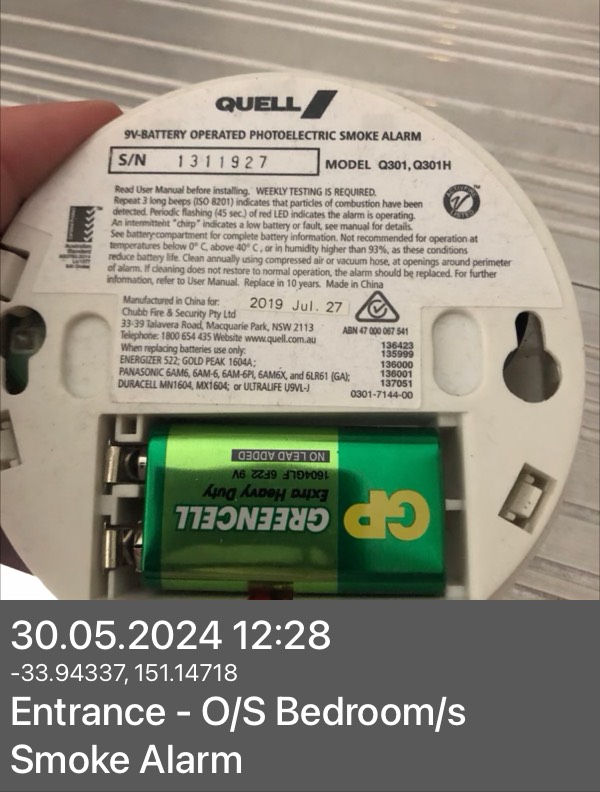 QUELL
9V-BATTERY OPERATED PHOTOELECTRIC SMOKE ALARM
S/N 1311927 MODEL Q301, Q301H
Read User Manual before installing. WEEKLY TESTING IS REQUIRED.
Repeat 3 long beeps (ISO 8201) indicates that particles of combustion have been
detected. Periodic flashing (45 sec.) of red LED indicates the alarm is operating.
An intermittent "chirp" indicates a low battery or fault, see manual for details.
See battery compartment for complete battery information. Not recommended for operation at
temperatures below 0° C, above 40° C, or in humidity higher than 93%, as these conditions
reduce battery life. Clean annually using compressed air or vacuum hose, at openings around perimeter
of alarm. If cleaning does not restore to normal operation, the alarm should be replaced. For further
information, refer to User Manual. Replace in 10 years. Made in China
Manufactured in China for: 2019 Jul. 27
Chubb Fire & Security Pty Ltd
33-39 Talavera Road, Macquarie Park, NSW 2113
Telephone: 1800 654 435 Website www.quell.com.au
ABN 47 000 067 541
When replacing batteries use only:
ENERGIZER 522; GOLD PEAK 1604A;
PANASONIC 6AM6, 6AM-6, 6AM-6PI, 6AM6X, and 6LR61 (GA);
DURACELL MN1604, MX1604; or ULTRALIFE U9VL-J
136423
135999
136000
136001
137051
0301-7144-00
GP
GREENCELL
Extra Heavy Duty
1604GLF 6F22 9V
NO LEAD ADDED
30.05.2024 12:28
-33.94337, 151.14718
Entrance - O/S Bedroom/s
Smoke Alarm